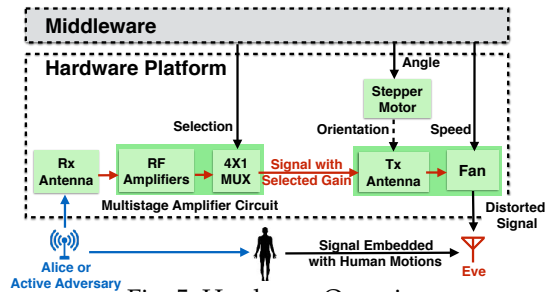 Middleware
Hardware Platform
Angle
Stepper
Motor
Selection
Orientation
Speed
Rx
Antenna
RF
Amplifiers
4X1
MUX
Signal with
Selected Gain
Tx
Antenna
Fan
Multistage Amplifier Circuit
Distorted
Signal
Alice or
Active Adversary
Signal Embedded
with Human Motions
Eve